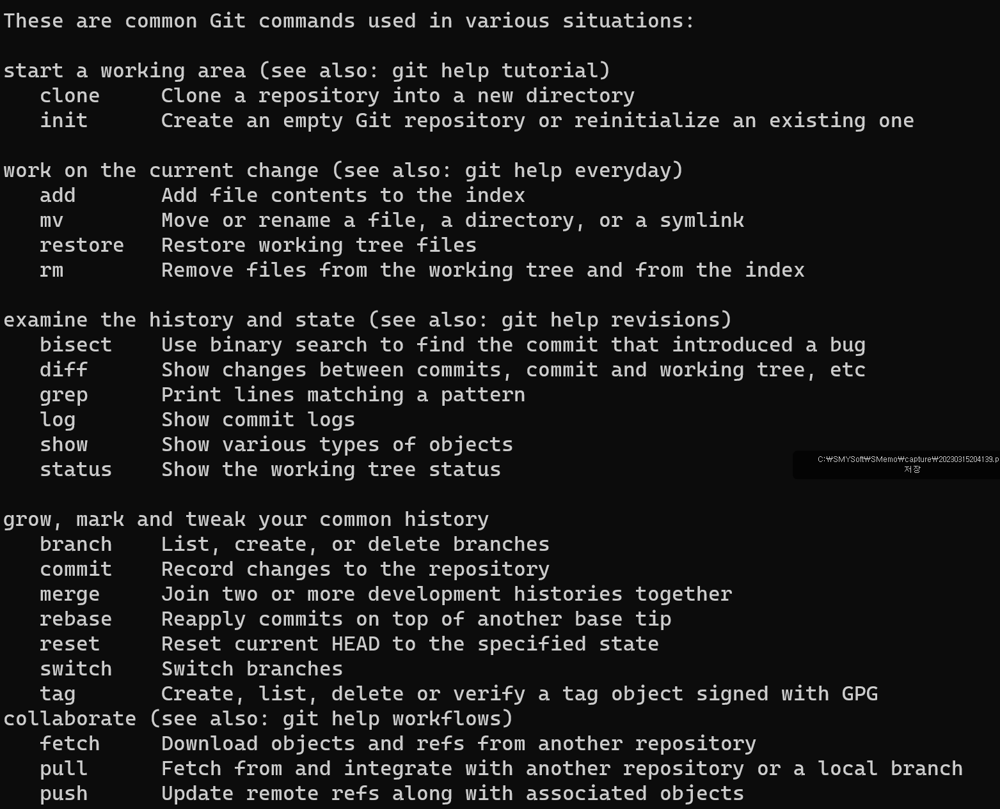 These are common Git commands used in various situations:
start a working area (see also: git help tutorial)
clone      Clone a repository into a new directory
init       Create an empty Git repository or reinitialize an existing one
work on the current change (see also: git help everyday)
add        Add file contents to the index
mv         Move or rename a file, a directory, or a symlink
restore    Restore working tree files
rm         Remove files from the working tree and from the index
examine the history and state (see also: git help revisions)
bisect     Use binary search to find the commit that introduced a bug
diff       Show changes between commits, commit and working tree, etc
grep       Print lines matching a pattern
log        Show commit logs
show       Show various types of objects
status     Show the working tree status
C:₩SMYSoft₩SMemo₩capture₩20230315204139.p
저장
grow, mark and tweak your common history
branch     List, create, or delete branches
commit     Record changes to the repository
merge      Join two or more development histories together
rebase     Reapply commits on top of another base tip
reset      Reset current HEAD to the specified state
switch     Switch branches
tag        Create, list, delete or verify a tag object signed with GPG
collaborate (see also: git help workflows)
fetch      Download objects and refs from another repository
pull       Fetch from and integrate with another repository or a local branch
push       Update remote refs along with associated objects